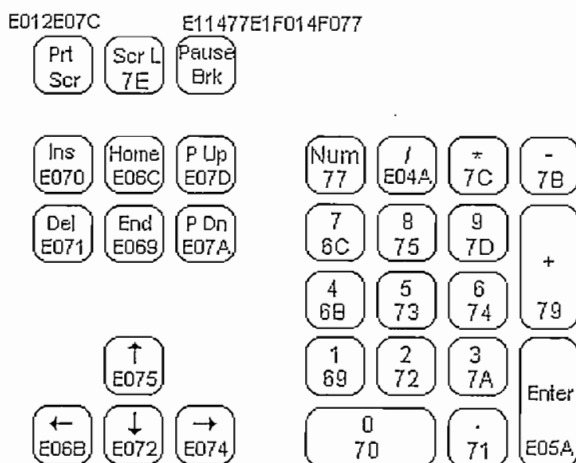 E012E07C E11477E1F014F077
Prt Scr L Pause
Scr 7E Brk
Ins Home P Up Num / * -
E070 E06C E07D 77 E04A 7C 7B
Del End P Dn 7 8 9
E071 E069 E07A 6C 75 7D +
4 5 6
6B 73 74 79
↑ 1 2 3
E075 69 72 7A Enter
← ↓ → 0 .
E06B E072 E074 70 71 E05A